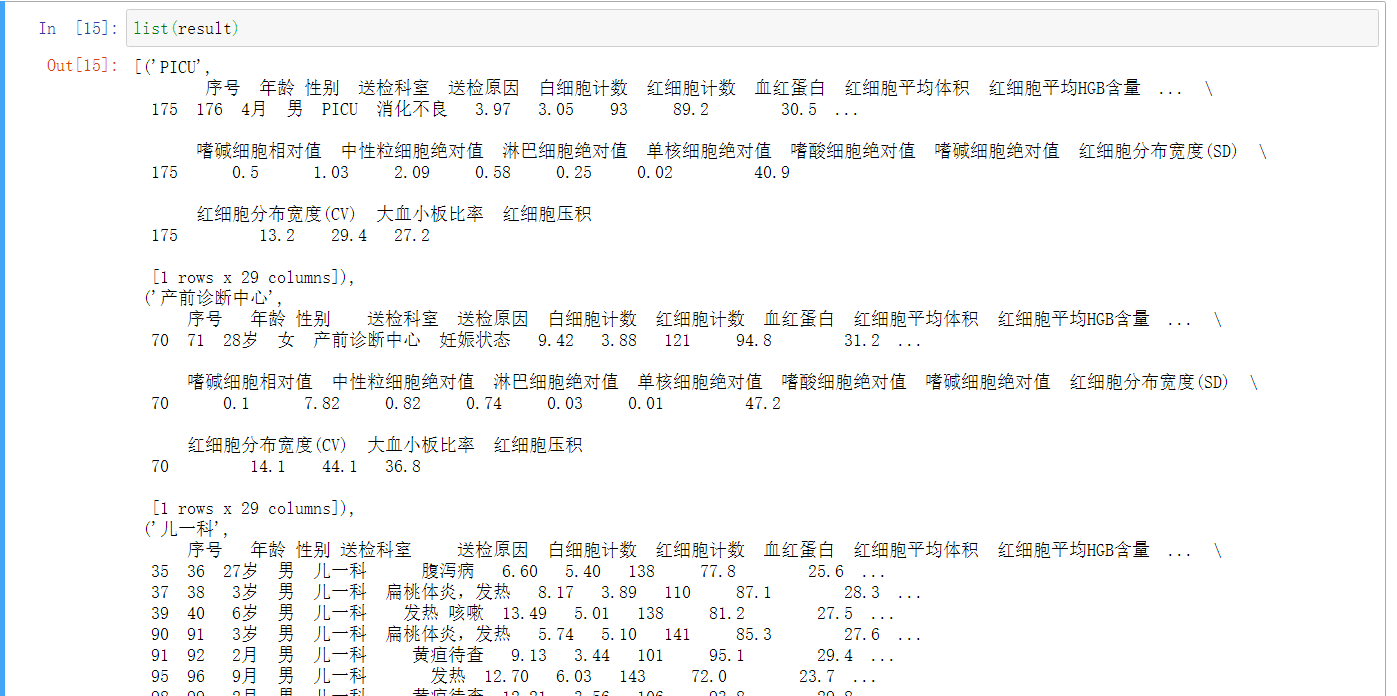 In [15]: list(result)
Out[15]: [('PICU',
序号 年龄 性别 送检科室 送检原因 白细胞计数 红细胞计数 血红蛋白 红细胞平均体积 红细胞平均HGB含量 ... \
175 176 4月 男 PICU 消化不良 3.97 3.05 93 89.2 30.5 ...
嗜碱细胞相对值 中性粒细胞绝对值 淋巴细胞绝对值 单核细胞绝对值 嗜酸细胞绝对值 嗜碱细胞绝对值 红细胞分布宽度(SD) \
175 0.5 1.03 2.09 0.58 0.25 0.02 40.9
红细胞分布宽度(CV) 大血小板比率 红细胞压积
175 13.2 29.4 27.2
[1 rows x 29 columns]),
('产前诊断中心',
序号 年龄 性别 送检科室 送检原因 白细胞计数 红细胞计数 血红蛋白 红细胞平均体积 红细胞平均HGB含量 ... \
70 71 28岁 女 产前诊断中心 妊娠状态 9.42 3.88 121 94.8 31.2 ...
嗜碱细胞相对值 中性粒细胞绝对值 淋巴细胞绝对值 单核细胞绝对值 嗜酸细胞绝对值 嗜碱细胞绝对值 红细胞分布宽度(SD) \
70 0.1 7.82 0.82 0.74 0.03 0.01 47.2
红细胞分布宽度(CV) 大血小板比率 红细胞压积
70 14.1 44.1 36.8
[1 rows x 29 columns]),
('儿一科',
序号 年龄 性别 送检科室 送检原因 白细胞计数 红细胞计数 血红蛋白 红细胞平均体积 红细胞平均HGB含量 ... \
35 36 27岁 男 儿一科 腹泻病 6.60 5.40 138 77.8 25.6 ...
37 38 3岁 男 儿一科 扁桃体炎，发热 8.17 3.89 110 87.1 28.3 ...
39 40 6岁 男 儿一科 发热 咳嗽 13.49 5.01 138 81.2 27.5 ...
90 91 3岁 男 儿一科 扁桃体炎，发热 5.74 5.10 141 85.3 27.6 ...
91 92 2月 男 儿一科 黄疸待查 9.13 3.44 101 95.1 29.4 ...
95 96 9月 男 儿一科 发热 12.70 6.03 143 72.0 23.7 ...